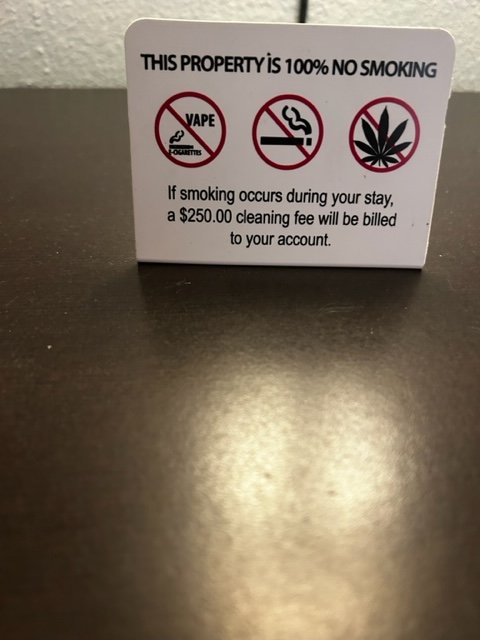 THIS PROPERTY İS 100% NO SMOKING
VAPE
E-CIGARETTES
If smoking occurs during your stay,
a $250.00 cleaning fee will be billed
to your account.